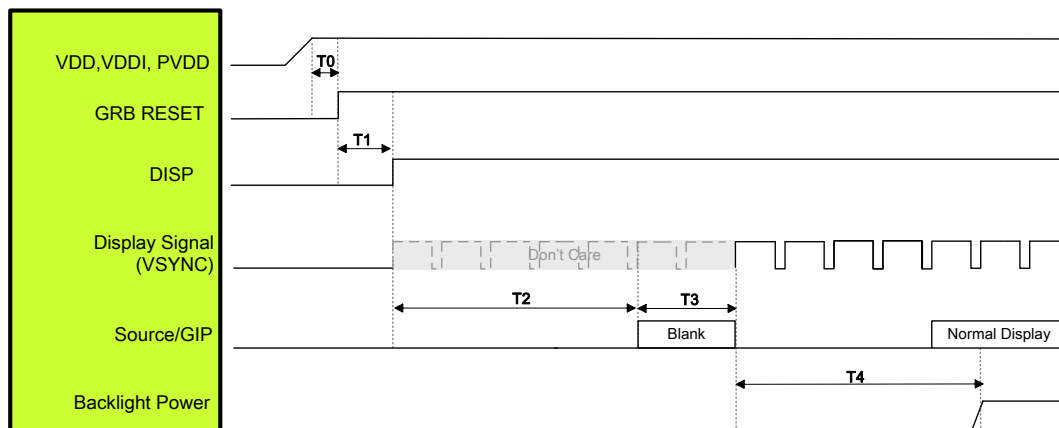 VDD,VDDI, PVDD
T0
GRB RESET
T1
DISP
Display Signal
(VSYNC)
Don't Care
T2
T3
Source/GIP
Blank
Normal Display
T4
Backlight Power